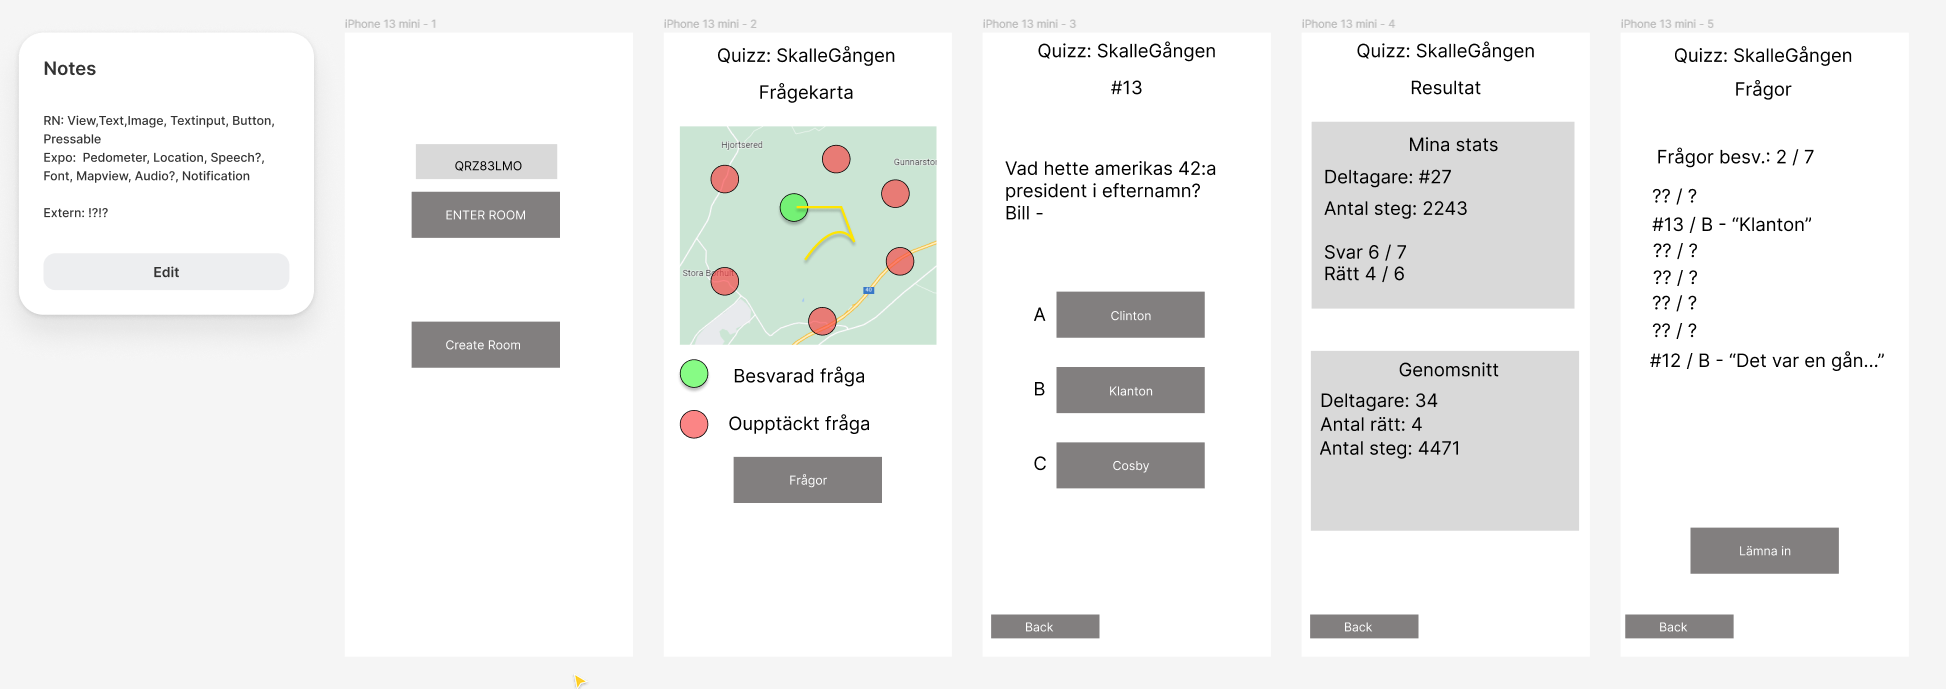 Notes
RN: View,Text,Image, Textinput, Button,
Pressable
Expo: Pedometer, Location, Speech?,
Font, Mapview, Audio?, Notification
Extern: !?!?
Edit
iPhone 13 mini - 1
QRZ83LMO
ENTER ROOM
Create Room
iPhone 13 mini - 2
Quizz: SkalleGången
Frågekarta
Hjortsered
Gunnarstor
Stora Borhult
40
Besvarad fråga
Oupptäckt fråga
Frågor
iPhone 13 mini - 3
Quizz: SkalleGången
#13
Vad hette amerikas 42:a
president i efternamn?
Bill -
A Clinton
B Klanton
C Cosby
Back
iPhone 13 mini - 4
Quizz: SkalleGången
Resultat
Mina stats
Deltagare: #27
Antal steg: 2243
Svar 6 / 7
Rätt 4 / 6
Genomsnitt
Deltagare: 34
Antal rätt: 4
Antal steg: 4471
Back
iPhone 13 mini - 5
Quizz: SkalleGången
Frågor
Frågor besv.: 2 / 7
?? / ?
#13 / B - “Klanton”
?? / ?
?? / ?
?? / ?
?? / ?
#12 / B - “Det var en gån...”
Lämna in
Back